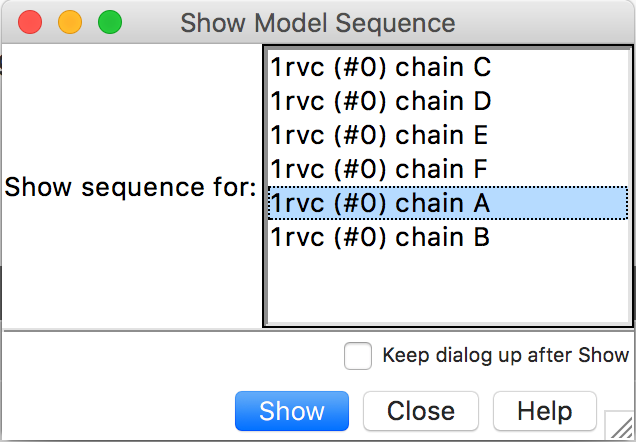 Show Model Sequence
1rvc (#0) chain C
1rvc (#0) chain D
1rvc (#0) chain E
1rvc (#0) chain F
Show sequence for:
1rvc (#0) chain A
1rvc (#0) chain B
Keep dialog up after Show
Show Close Help